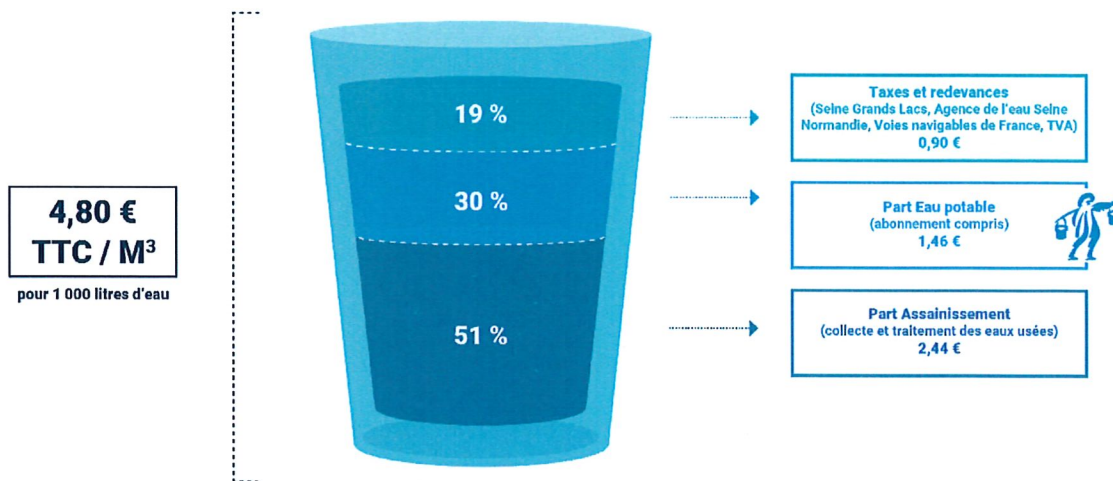 4,80 €
TTC / M³
pour 1 000 litres d'eau
19 %
30 %
51 %
Taxes et redevances
(Seine Grands Lacs, Agence de l'eau Seine
Normandie, Voies navigables de France, TVA)
0,90 €
Part Eau potable
(abonnement compris)
1,46 €
Part Assainissement
(collecte et traitement des eaux usées)
2,44 €